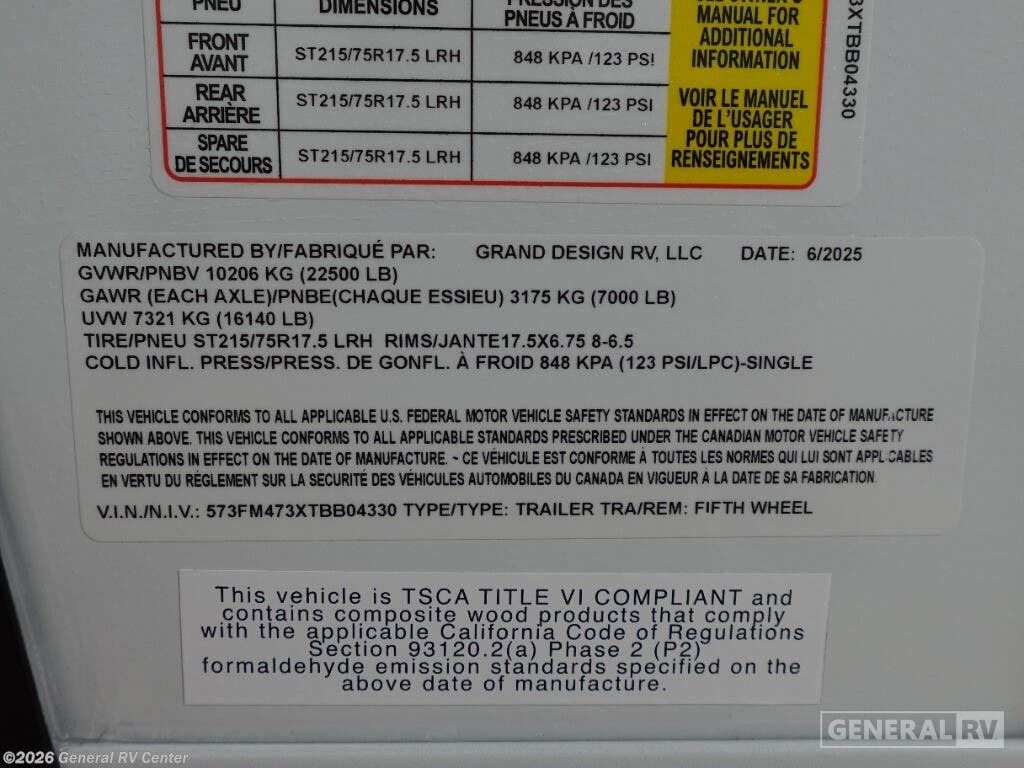 PNEU DIMENSIONS PRESSION DES
PNEUS À FROID
SEE OWNER'S
MANUAL FOR
ADDITIONAL
INFORMATION
FRONT
AVANT
ST215/75R17.5 LRH
848 KPA /123 PSI
REAR
ARRIÈRE
ST215/75R17.5 LRH
848 KPA /123 PSI
SPARE
DE SECOURS
ST215/75R17.5 LRH
848 KPA /123 PSI
VOIR LE MANUEL
DE L'USAGER
POUR PLUS DE
RENSEIGNEMENTS
3XTBB04330
MANUFACTURED BY/FABRIQUÉ PAR: GRAND DESIGN RV, LLC DATE: 6/2025
GVWR/PNBV 10206 KG (22500 LB)
GAWR (EACH AXLE)/PNBE(CHAQUE ESSIEU) 3175 KG (7000 LB)
UVW 7321 KG (16140 LB)
TIRE/PNEU ST215/75R17.5 LRH RIMS/JANTE17.5X6.75 8-6.5
COLD INFL. PRESS/PRESS. DE GONFL. À FROID 848 KPA (123 PSI/LPC)-SINGLE
THIS VEHICLE CONFORMS TO ALL APPLICABLE U.S. FEDERAL MOTOR VEHICLE SAFETY STANDARDS IN EFFECT ON THE DATE OF MANUFACTURE
SHOWN ABOVE. THIS VEHICLE CONFORMS TO ALL APPLICABLE STANDARDS PRESCRIBED UNDER THE CANADIAN MOTOR VEHICLE SAFETY
REGULATIONS IN EFFECT ON THE DATE OF MANUFACTURE. ~ CE VÉHICULE EST CONFORME À TOUTES LES NORMES QUI LUI SONT APPLICABLES
EN VERTU DU RÉGLEMENT SUR LA SECURITÉ DES VÉHICULES AUTOMOBILES DU CANADA EN VIGUEUR À LA DATE DE SA FABRICATION.
V.I.N./N.I.V.: 573FM473XTBB04330 TYPE/TYPE: TRAILER TRA/REM: FIFTH WHEEL
This vehicle is TSCA TITLE VI COMPLIANT and
contains composite wood products that comply
with the applicable California Code of Regulations
Section 93120.2(a) Phase 2 (P2)
formaldehyde emission standards specified on the
above date of manufacture.
GENERAL RV
©2026 General RV Center